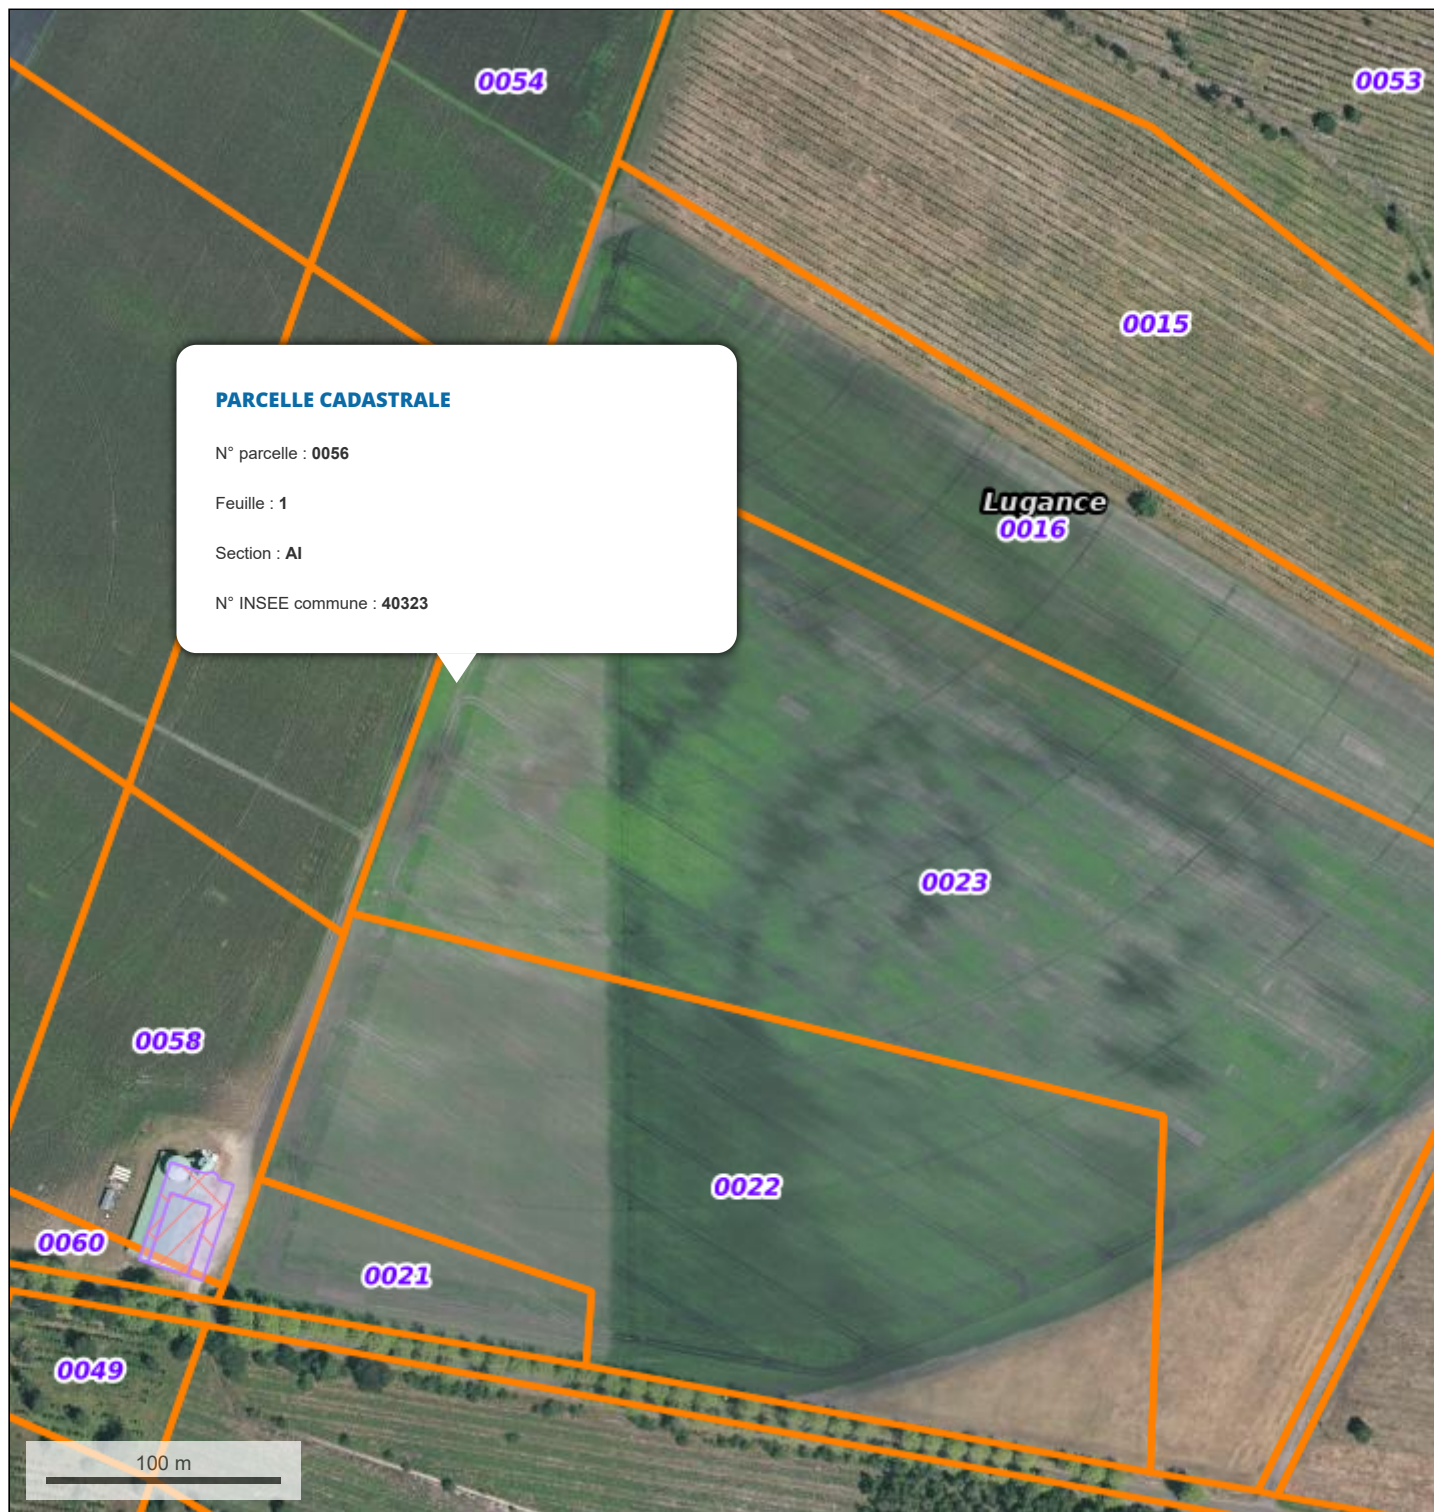 0054
0053
0015
PARCELLE CADASTRALE
N° parcelle : 0056
Feuille : 1
Section : AI
N° INSEE commune : 40323
Lugance
0016
0023
0058
0022
0060
0021
0049
100 m